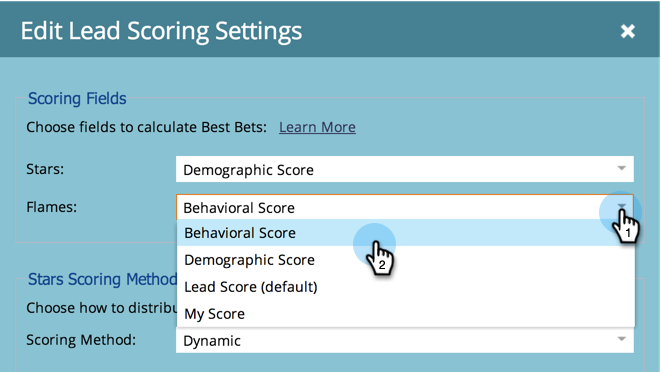 Edit Lead Scoring Settings
Scoring Fields
Choose fields to calculate Best Bets: Learn More
Stars: Demographic Score
Flames: Behavioral Score
1
Behavioral Score
2
Demographic Score
Stars Scoring Method
Lead Score (default)
Choose how to distribu
My Score
Scoring Method: Dynamic